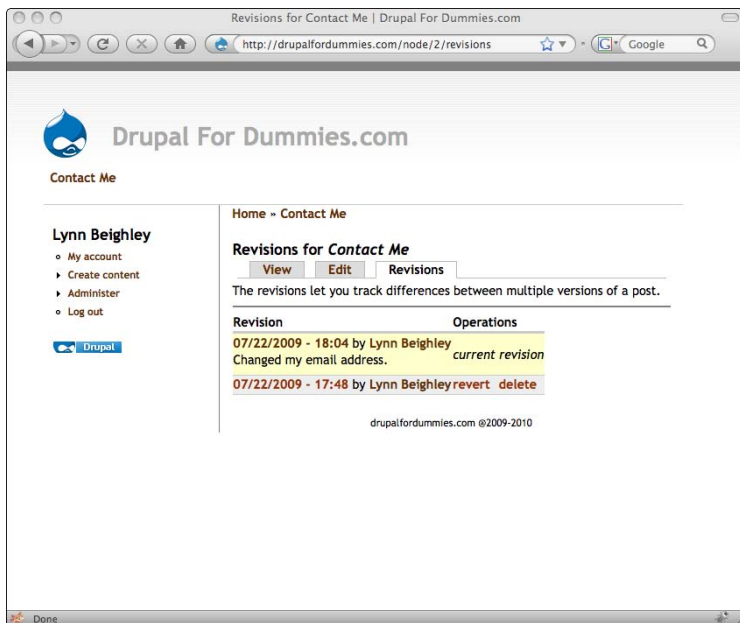 Revisions for Contact Me | Drupal For Dummies.com
http://drupalfordummies.com/node/2/revisions
G
Google
Drupal For Dummies.com
Contact Me
Lynn Beighley
My account
Create content
Administer
Log out
Drupal
Home » Contact Me
Revisions for Contact Me
View Edit Revisions
The revisions let you track differences between multiple versions of a post.
Revision Operations
07/22/2009 - 18:04 by Lynn Beighley
Changed my email address.
current revision
07/22/2009 - 17:48 by Lynn Beighley revert delete
drupalfordummies.com @2009-2010
Done